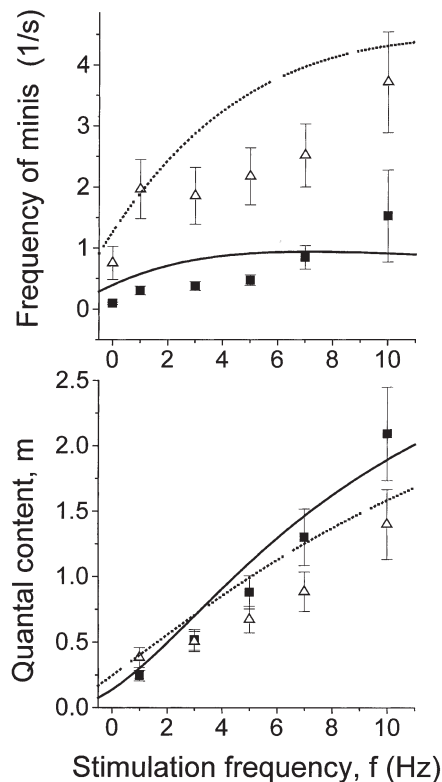 Frequency of minis (1/s)
4
3
2
1
0
0 2 4 6 8 10
Quantal content, m
2.5
2.0
1.5
1.0
0.5
0.0
0 2 4 6 8 10
Stimulation frequency, f (Hz)